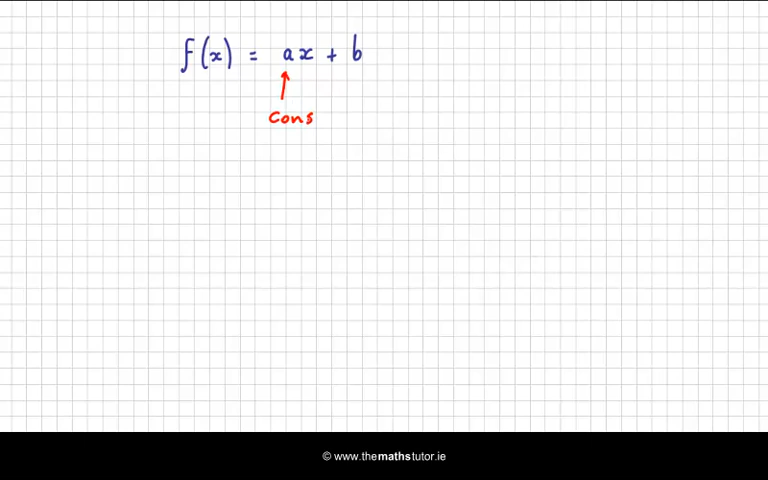 f(x) = ax + b
cons
© www.themathstutor.ie